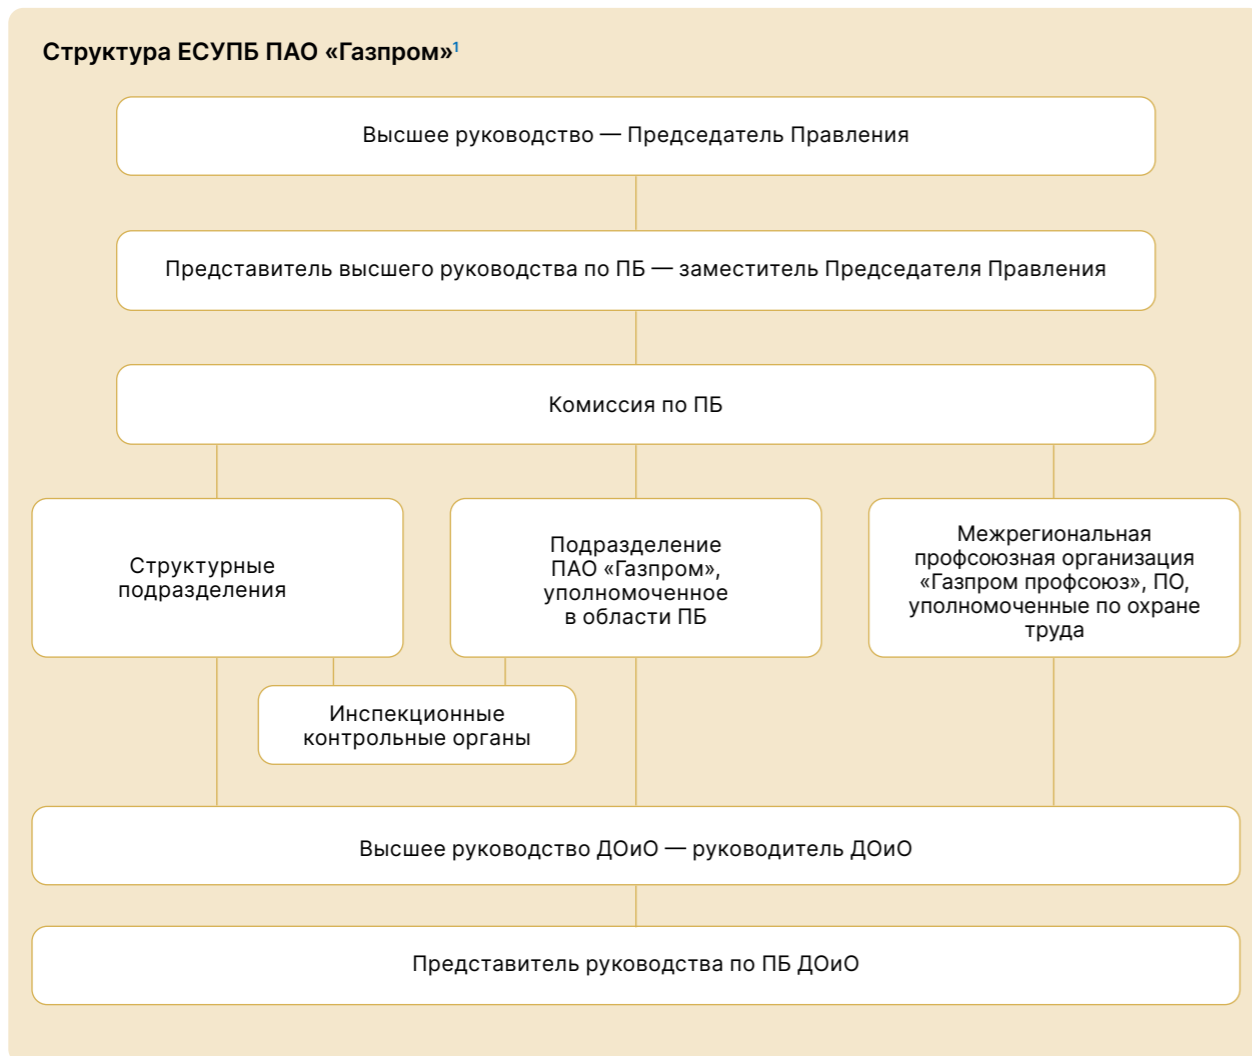 Структура ЕСУПБ ПАО «Газпром»¹
Высшее руководство — Председатель Правления
Представитель высшего руководства по ПБ — заместитель Председателя Правления
Комиссия по ПБ
Структурные
подразделения
Подразделение
ПАО «Газпром»,
уполномоченное
в области ПБ
Межрегиональная
профсоюзная организация
«Газпром профсоюз», ПО,
уполномоченные по охране
труда
Инспекционные
контрольные органы
Высшее руководство ДОиО — руководитель ДОиО
Представитель руководства по ПБ ДОиО